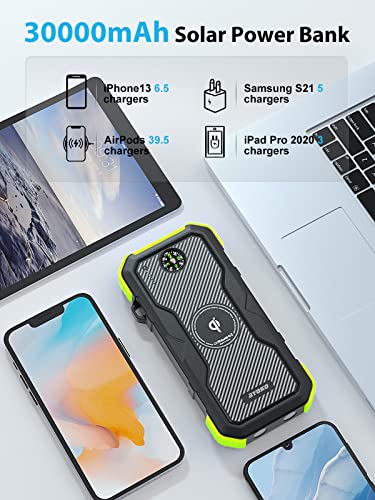 30000mAh Solar Power Bank
iPhone13 6.5
chargers
Samsung S21 5
chargers
AirPods 39.5
chargers
iPad Pro 2020 3
chargers